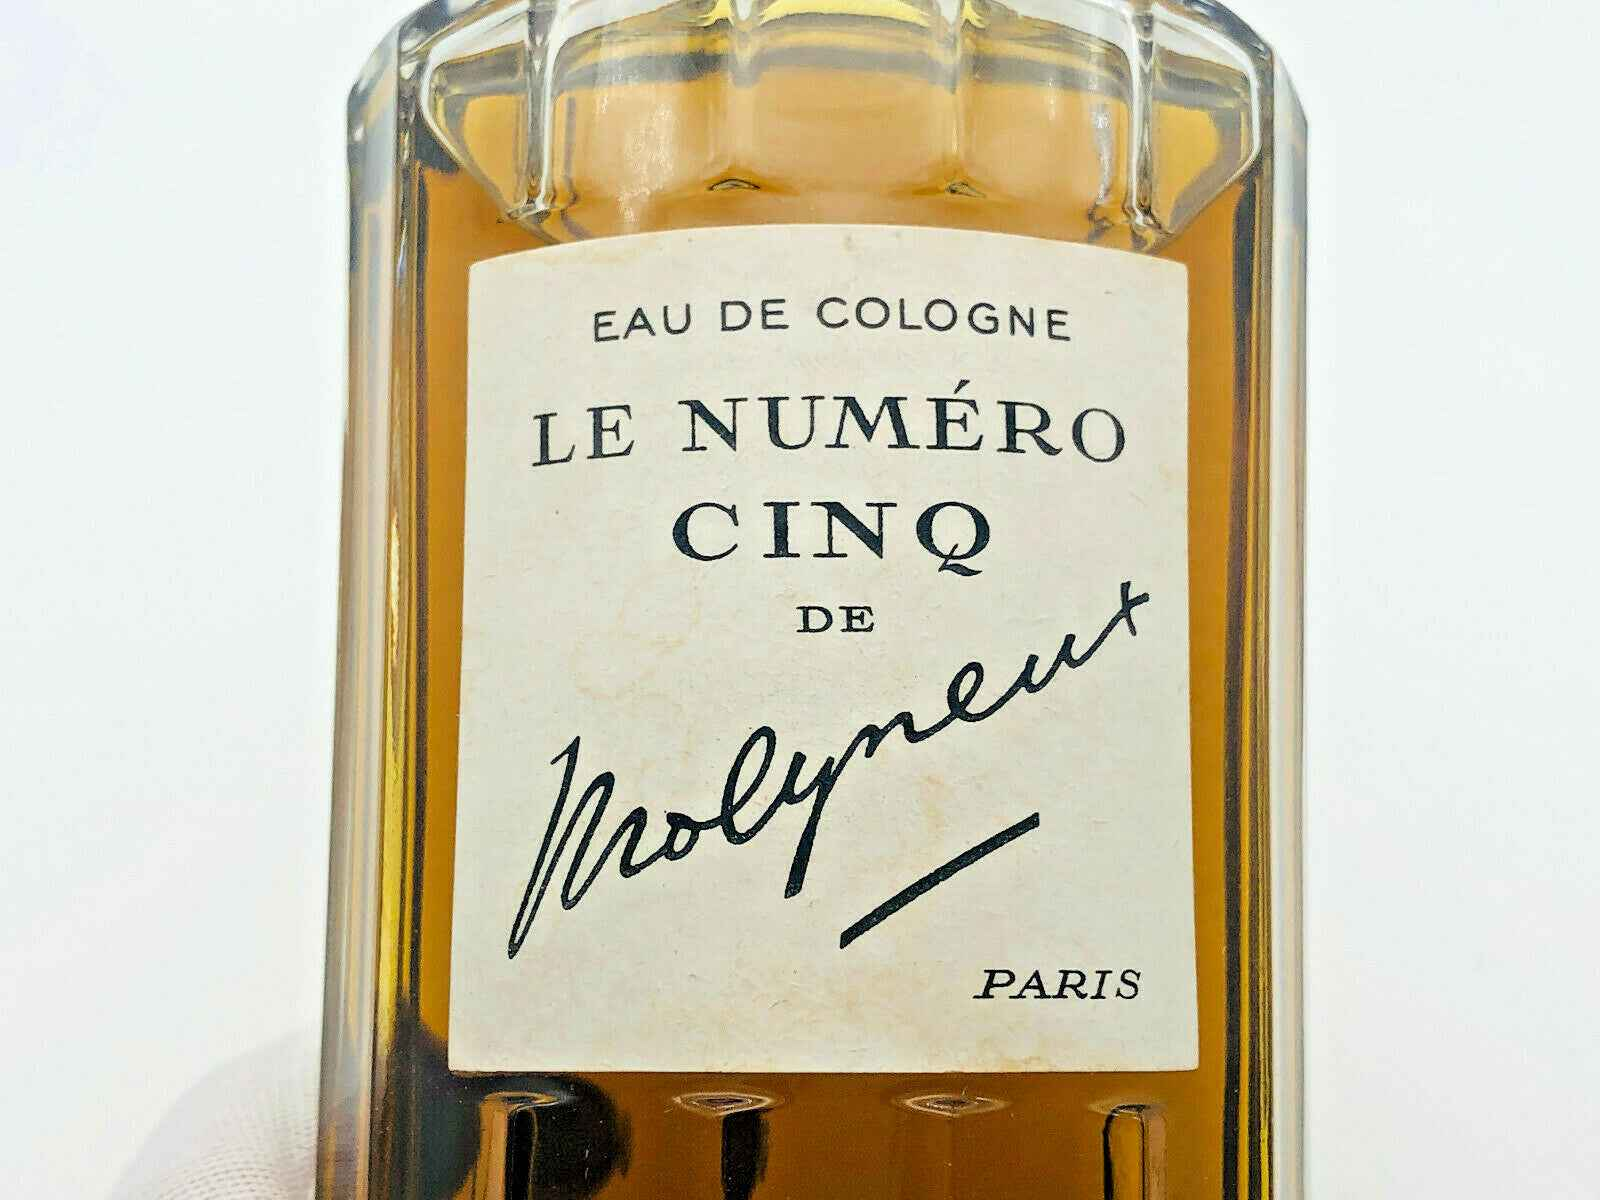 EAU DE COLOGNE
LE NUMÉRO
CINQ
DE
Molyneux
PARIS